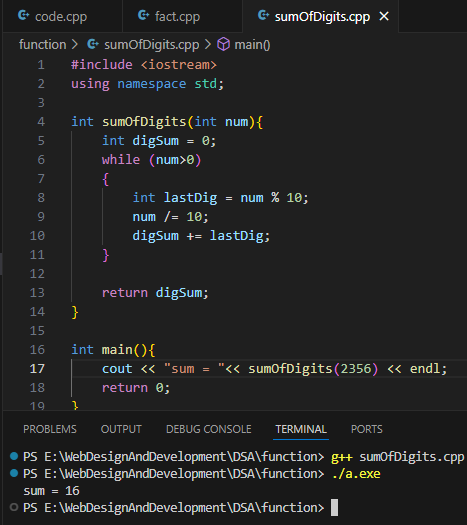 code.cpp fact.cpp sumOfDigits.cpp
function > sumOfDigits.cpp > main()
1 #include <iostream>
2 using namespace std;
3
4 int sumOfDigits(int num){
5     int digSum = 0;
6     while (num>0)
7     {
8         int lastDig = num % 10;
9         num /= 10;
10         digSum += lastDig;
11     }
12
13     return digSum;
14 }
15
16 int main(){
17     cout << "sum = "<< sumOfDigits(2356) << endl;
18     return 0;
19 }
PROBLEMS OUTPUT DEBUG CONSOLE TERMINAL PORTS
PS E:\WebDesignAndDevelopment\DSA\function> g++ sumOfDigits.cpp
PS E:\WebDesignAndDevelopment\DSA\function> ./a.exe
sum = 16
PS E:\WebDesignAndDevelopment\DSA\function>